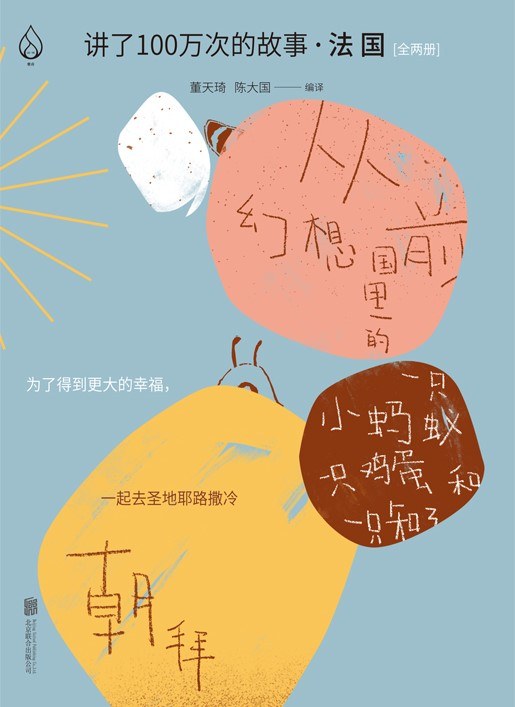 讲了100万次的故事·法国 [全两册]
董天琦 陈大国——编译
从前
幻想
国里的
一只
小蚂蚁
一只鸡蛋和
一只知了
为了得到更大的幸福，
一起去圣地耶路撒冷
朝拜
北京联合出版公司